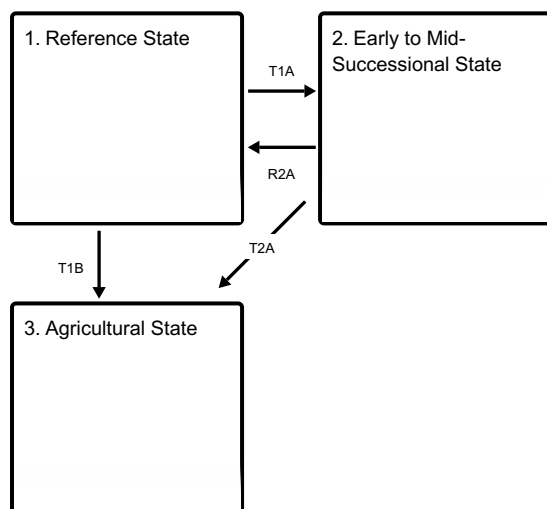 1. Reference State
2. Early to Mid-
Successional State
T1A
R2A
T1B
T2A
3. Agricultural State